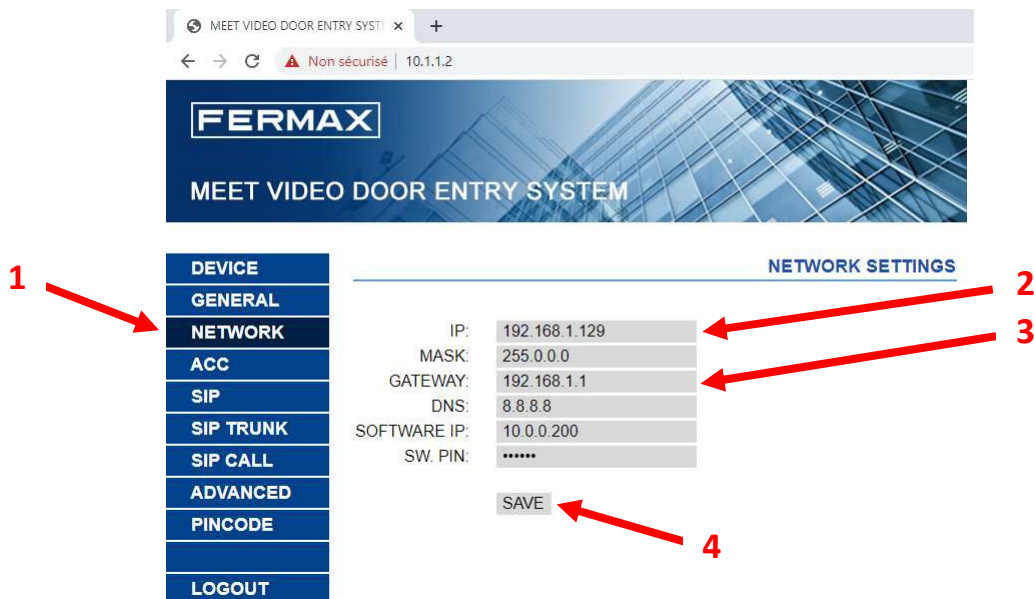 MEET VIDEO DOOR ENTRY SYST
Non sécurisé | 10.1.1.2
FERMAX
MEET VIDEO DOOR ENTRY SYSTEM
1
DEVICE
GENERAL
NETWORK
ACC
SIP
SIP TRUNK
SIP CALL
ADVANCED
PINCODE
LOGOUT
NETWORK SETTINGS
2
3
IP: 192.168.1.129
MASK: 255.0.0.0
GATEWAY: 192.168.1.1
DNS: 8.8.8.8
SOFTWARE IP: 10.0.0.200
SW. PIN: ••••••
SAVE
4